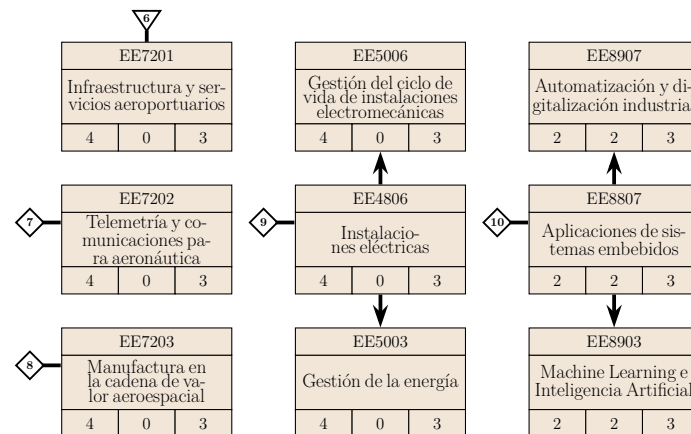 6
EE7201
Infraestructura y ser-
vicios aeroportuarios
4 0 3
EE5006
Gestión del ciclo de
vida de instalaciones
electromecánicas
4 0 3
EE8907
Automatización y di-
gitalización industrial
2 2 3
7
EE7202
Telemetría y co-
municaciones pa-
ra aeronáutica
4 0 3
9
EE4806
Instalacio-
nes eléctricas
4 0 3
10
EE8807
Aplicaciones de sis-
temas embebidos
2 2 3
8
EE7203
Manufactura en
la cadena de va-
lor aeroespacial
4 0 3
EE5003
Gestión de la energía
4 0 3
EE8903
Machine Learning e
Inteligencia Artificial
2 2 3